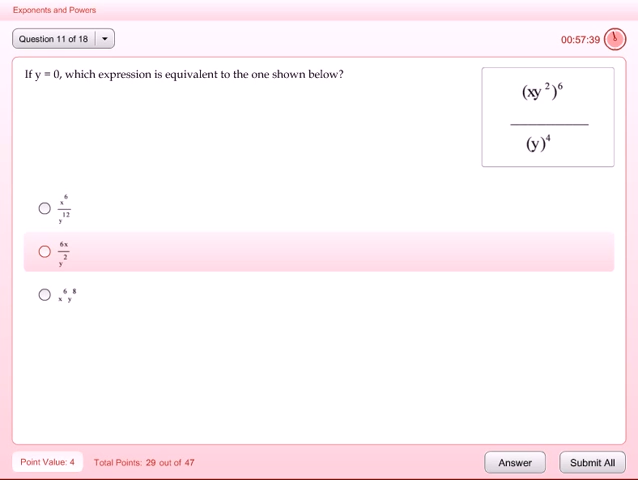 Exponents and Powers
Question 11 of 18
00:57:39
If y = 0, which expression is equivalent to the one shown below?
(xy²)⁶
(y)⁴
x⁶
y¹²
6x
y²
x⁶y⁸
Point Value: 4
Total Points: 29 out of 47
Answer
Submit All